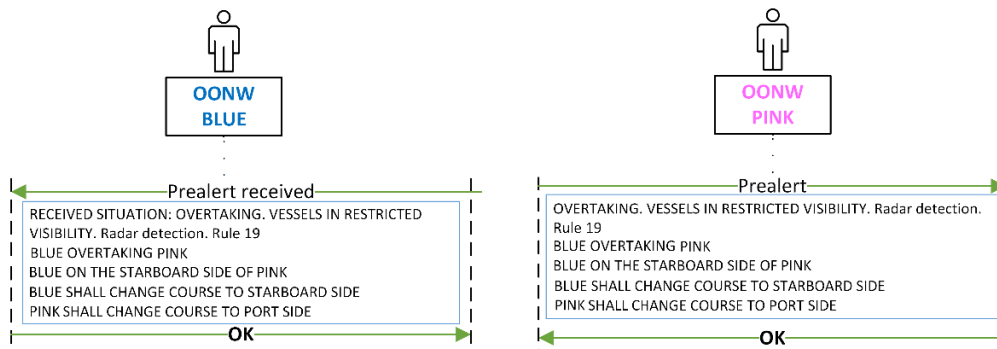 OONW
BLUE
Prealert received
RECEIVED SITUATION: OVERTAKING. VESSELS IN RESTRICTED
VISIBILITY. Radar detection. Rule 19
BLUE OVERTAKING PINK
BLUE ON THE STARBOARD SIDE OF PINK
BLUE SHALL CHANGE COURSE TO STARBOARD SIDE
PINK SHALL CHANGE COURSE TO PORT SIDE
OK
OONW
PINK
Prealert
OVERTAKING. VESSELS IN RESTRICTED VISIBILITY. Radar detection.
Rule 19
BLUE OVERTAKING PINK
BLUE ON THE STARBOARD SIDE OF PINK
BLUE SHALL CHANGE COURSE TO STARBOARD SIDE
PINK SHALL CHANGE COURSE TO PORT SIDE
OK